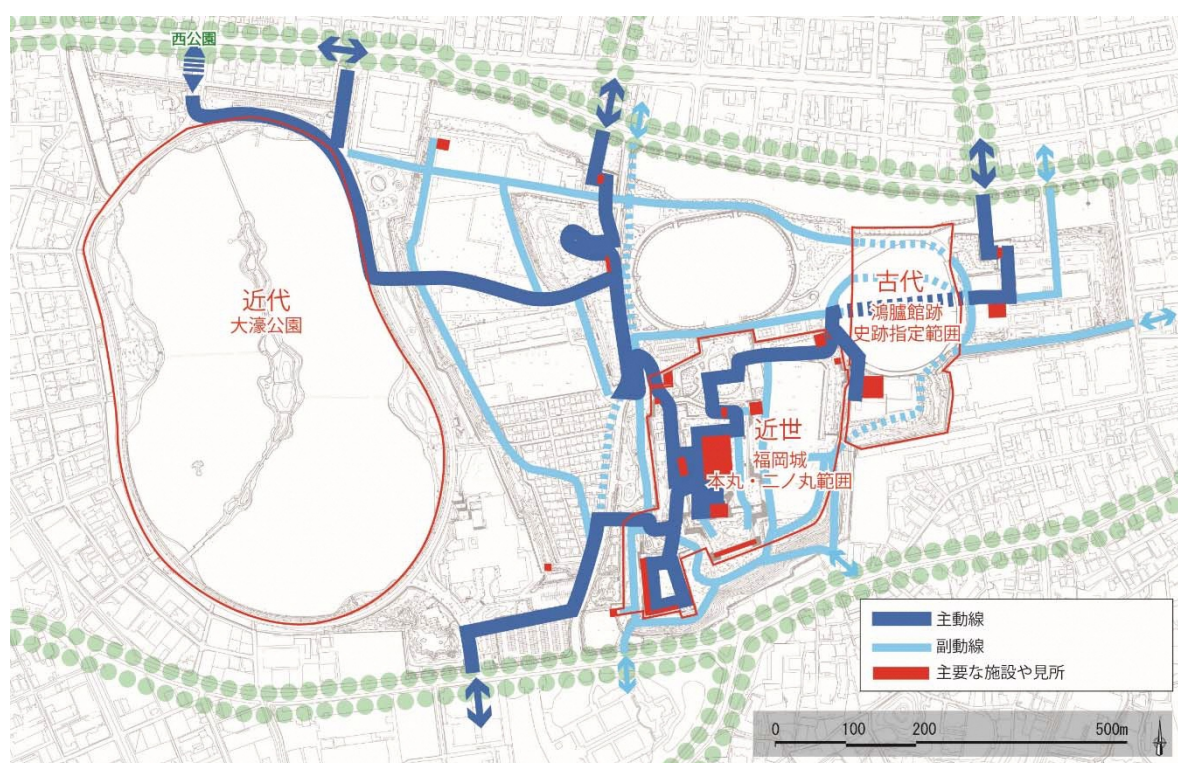 西公園
近代
大濠公園
古代
鴻臚館跡
史跡指定範囲
近世
福岡城
本丸・二ノ丸範囲
主動線
副動線
主要な施設や見所
0 100 200 500m